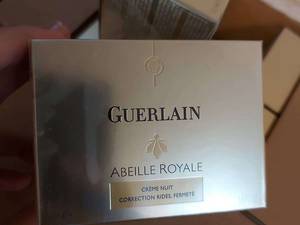 GUERLAIN
ABEILLE ROYALE
CRÈME NUIT
CORRECTION RIDES, FERMETÉ